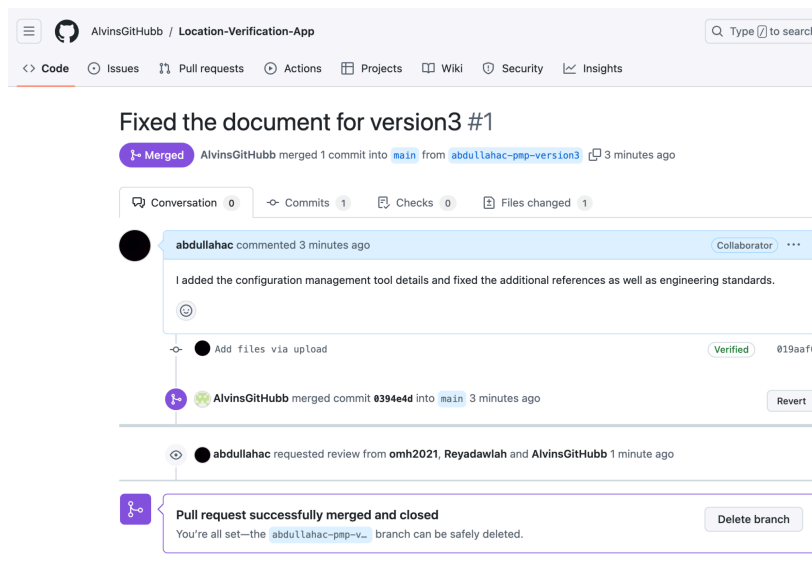 AlvinsGitHubb / Location-Verification-App
Type / to search
Code Issues Pull requests Actions Projects Wiki Security Insights
Fixed the document for version3 #1
Merged AlvinsGitHubb merged 1 commit into main from abdullahac-pmp-version3 3 minutes ago
Conversation 0 Commits 1 Checks 0 Files changed 1
abdullahac commented 3 minutes ago Collaborator ...
I added the configuration management tool details and fixed the additional references as well as engineering standards.
Add files via upload Verified 019aaf
AlvinsGitHubb merged commit 0394e4d into main 3 minutes ago Revert
abdullahac requested review from omh2021, Reyadawlah and AlvinsGitHubb 1 minute ago
Pull request successfully merged and closed Delete branch
You're all set—the abdullahac-pmp-v… branch can be safely deleted.